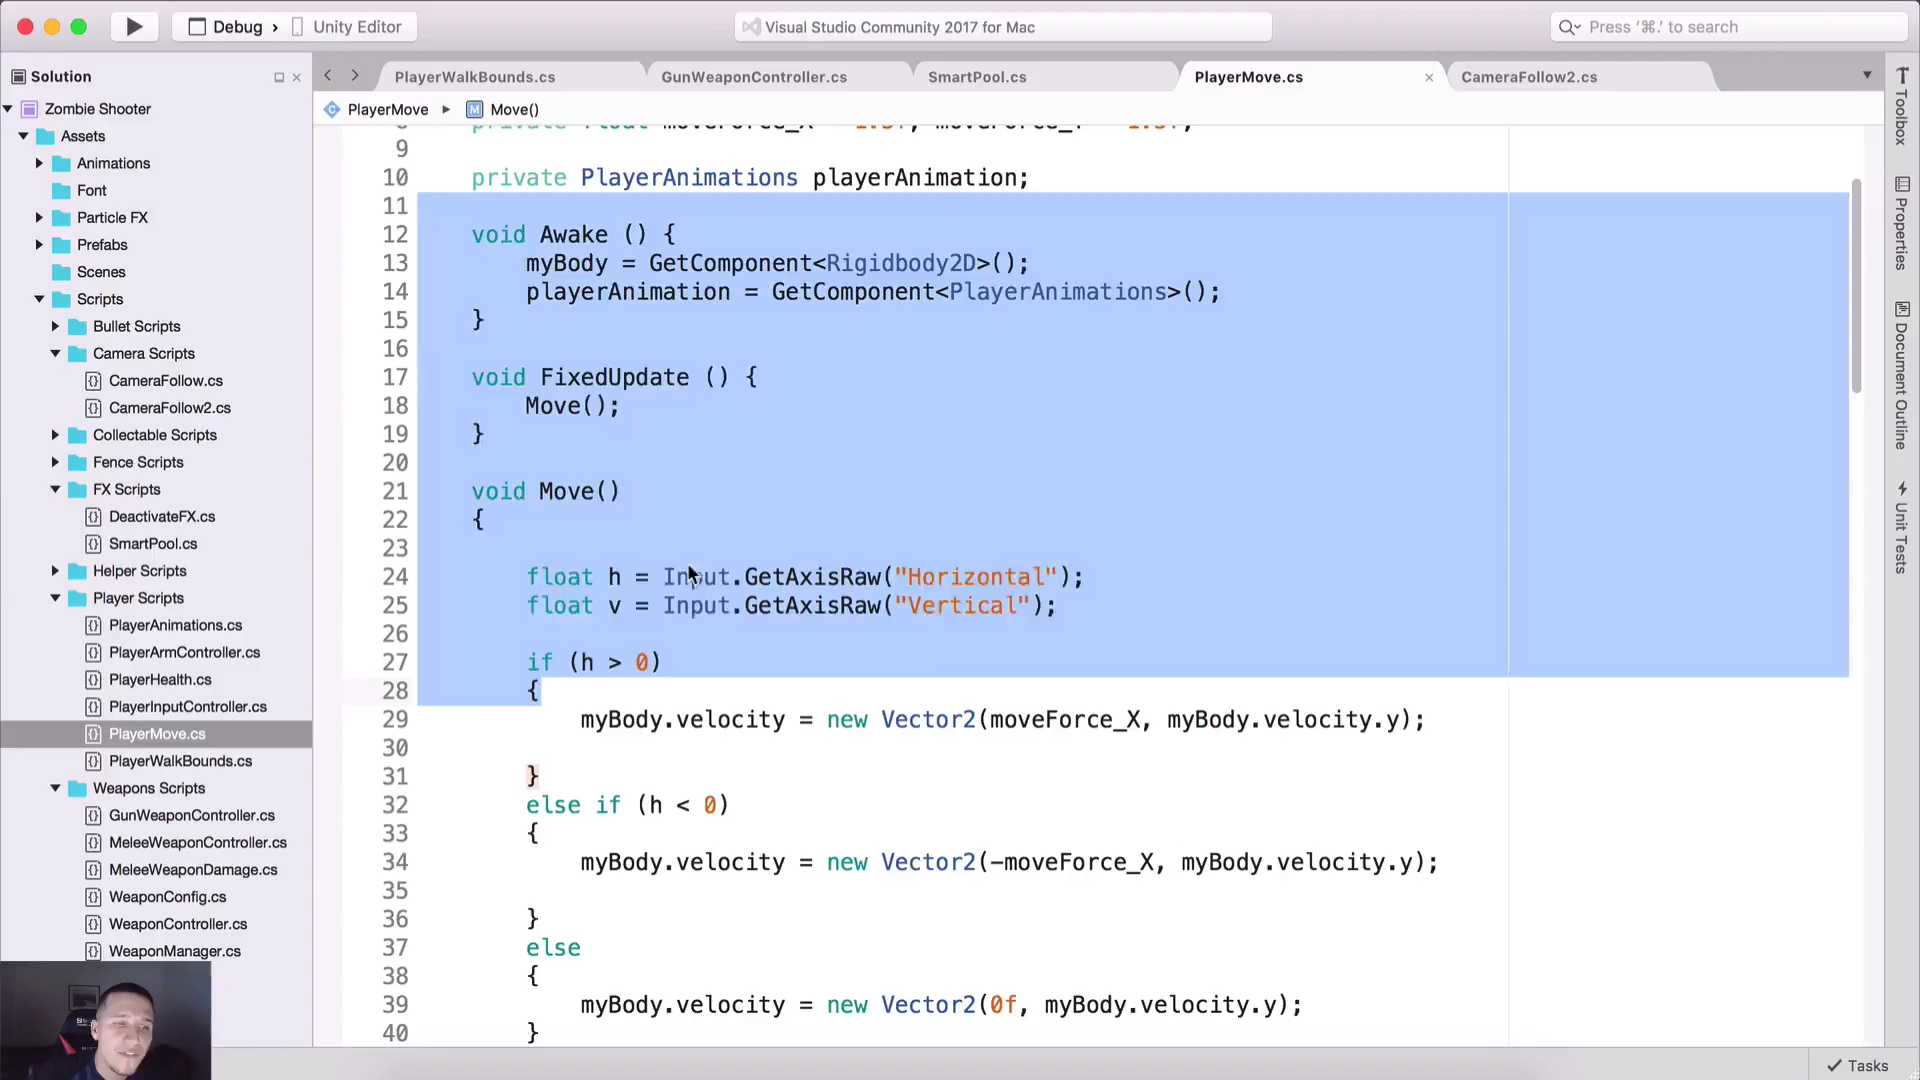 Debug › Unity Editor
Visual Studio Community 2017 for Mac
Press '⌘.' to search
Solution
PlayerWalkBounds.cs
GunWeaponController.cs
SmartPool.cs
PlayerMove.cs
CameraFollow2.cs
PlayerMove ▸ Move()
Zombie Shooter
Assets
Animations
Font
Particle FX
Prefabs
Scenes
Scripts
Bullet Scripts
Camera Scripts
CameraFollow.cs
CameraFollow2.cs
Collectable Scripts
Fence Scripts
FX Scripts
DeactivateFX.cs
SmartPool.cs
Helper Scripts
Player Scripts
PlayerAnimations.cs
PlayerArmController.cs
PlayerHealth.cs
PlayerInputController.cs
PlayerMove.cs
PlayerWalkBounds.cs
Weapons Scripts
GunWeaponController.cs
MeleeWeaponController.cs
MeleeWeaponDamage.cs
WeaponConfig.cs
WeaponController.cs
WeaponManager.cs
9
10 private PlayerAnimations playerAnimation;
11
12 void Awake () {
13 myBody = GetComponent<Rigidbody2D>();
14 playerAnimation = GetComponent<PlayerAnimations>();
15 }
16
17 void FixedUpdate () {
18 Move();
19 }
20
21 void Move()
22 {
23
24 float h = Input.GetAxisRaw("Horizontal");
25 float v = Input.GetAxisRaw("Vertical");
26
27 if (h > 0)
28 {
29 myBody.velocity = new Vector2(moveForce_X, myBody.velocity.y);
30
31 }
32 else if (h < 0)
33 {
34 myBody.velocity = new Vector2(-moveForce_X, myBody.velocity.y);
35
36 }
37 else
38 {
39 myBody.velocity = new Vector2(0f, myBody.velocity.y);
40 }
Toolbox
Properties
Document Outline
Unit Tests
Tasks